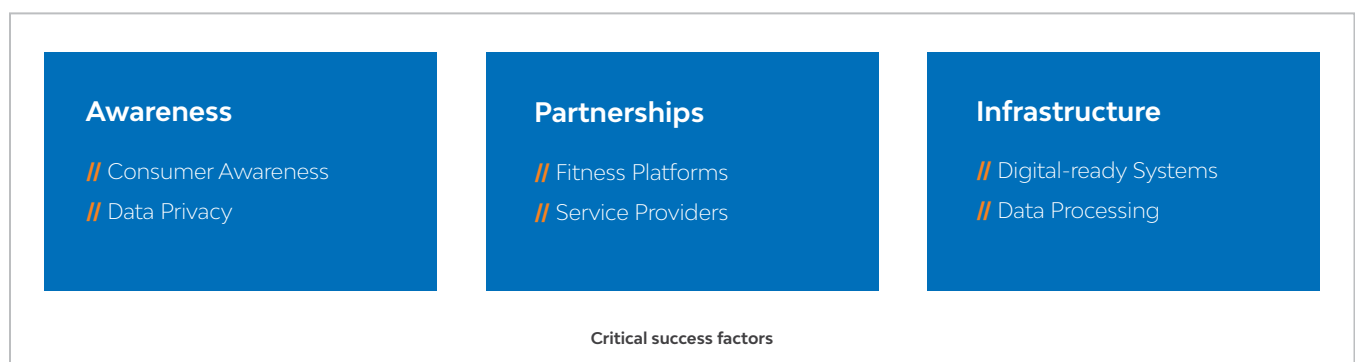 Awareness
// Consumer Awareness
// Data Privacy
Partnerships
// Fitness Platforms
// Service Providers
Infrastructure
// Digital-ready Systems
// Data Processing
Critical success factors